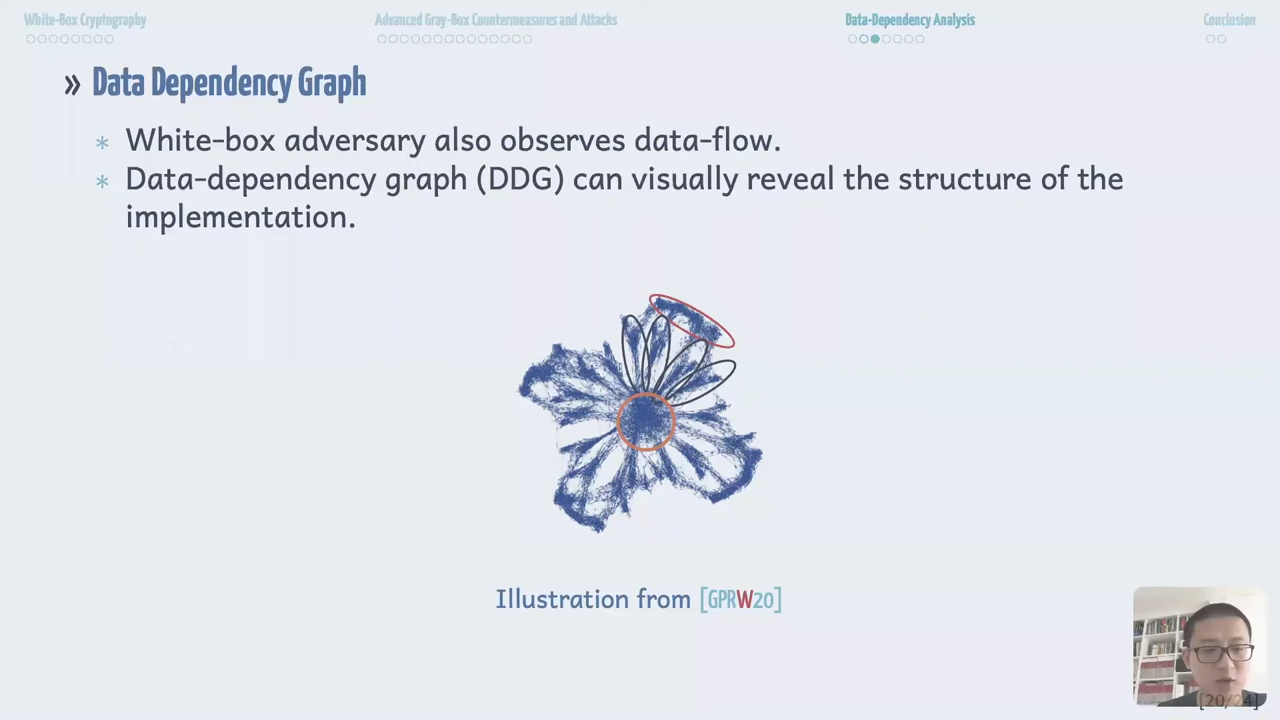 White-Box Cryptography
Advanced Gray-Box Countermeasures and Attacks
Data-Dependency Analysis
Conclusion
» Data Dependency Graph
* White-box adversary also observes data-flow.
* Data-dependency graph (DDG) can visually reveal the structure of the
implementation.
Illustration from [GPRW20]
[20/24]